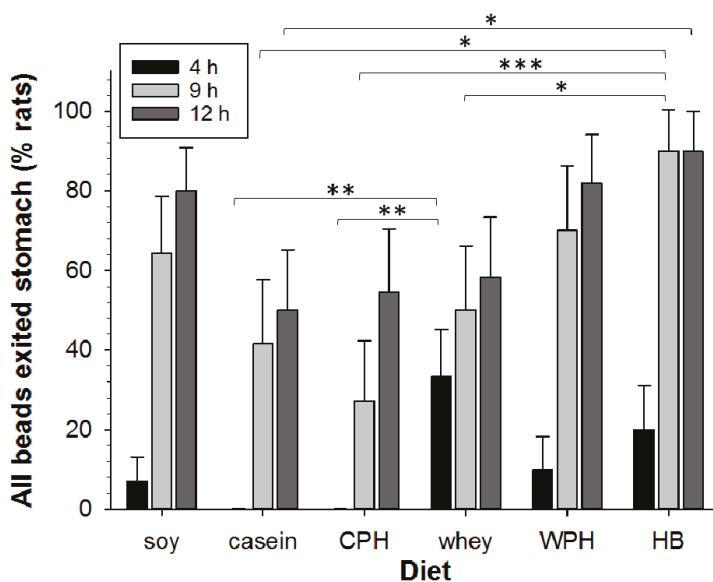 *
*
***
*
**
**
4 h
9 h
12 h
All beads exited stomach (% rats)
100
80
60
40
20
0
soy casein CPH whey WPH HB
Diet